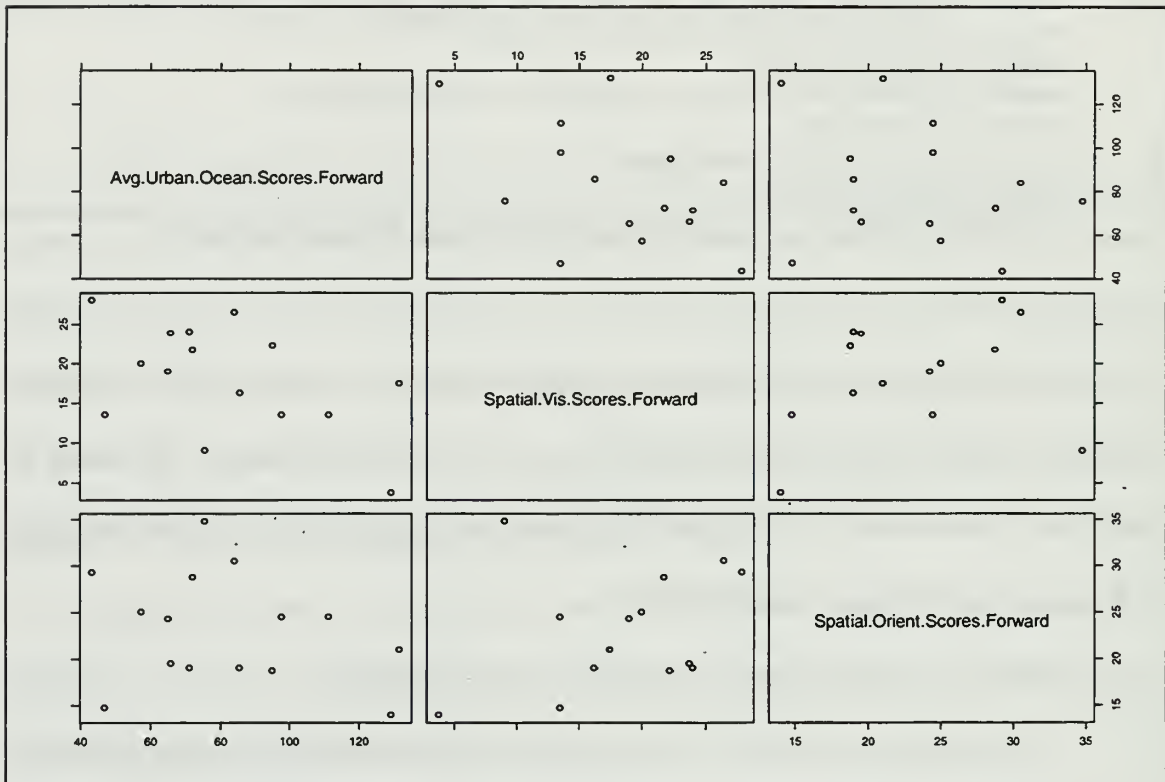 5 10 15 20 25
Avg.Urban.Ocean.Scores.Forward
40 60 80 100 120
5 10 15 20 25
Spatial.Vis.Scores.Forward
Spatial.Orient.Scores.Forward
15 20 25 30 35
40 60 80 100 120
15 20 25 30 35